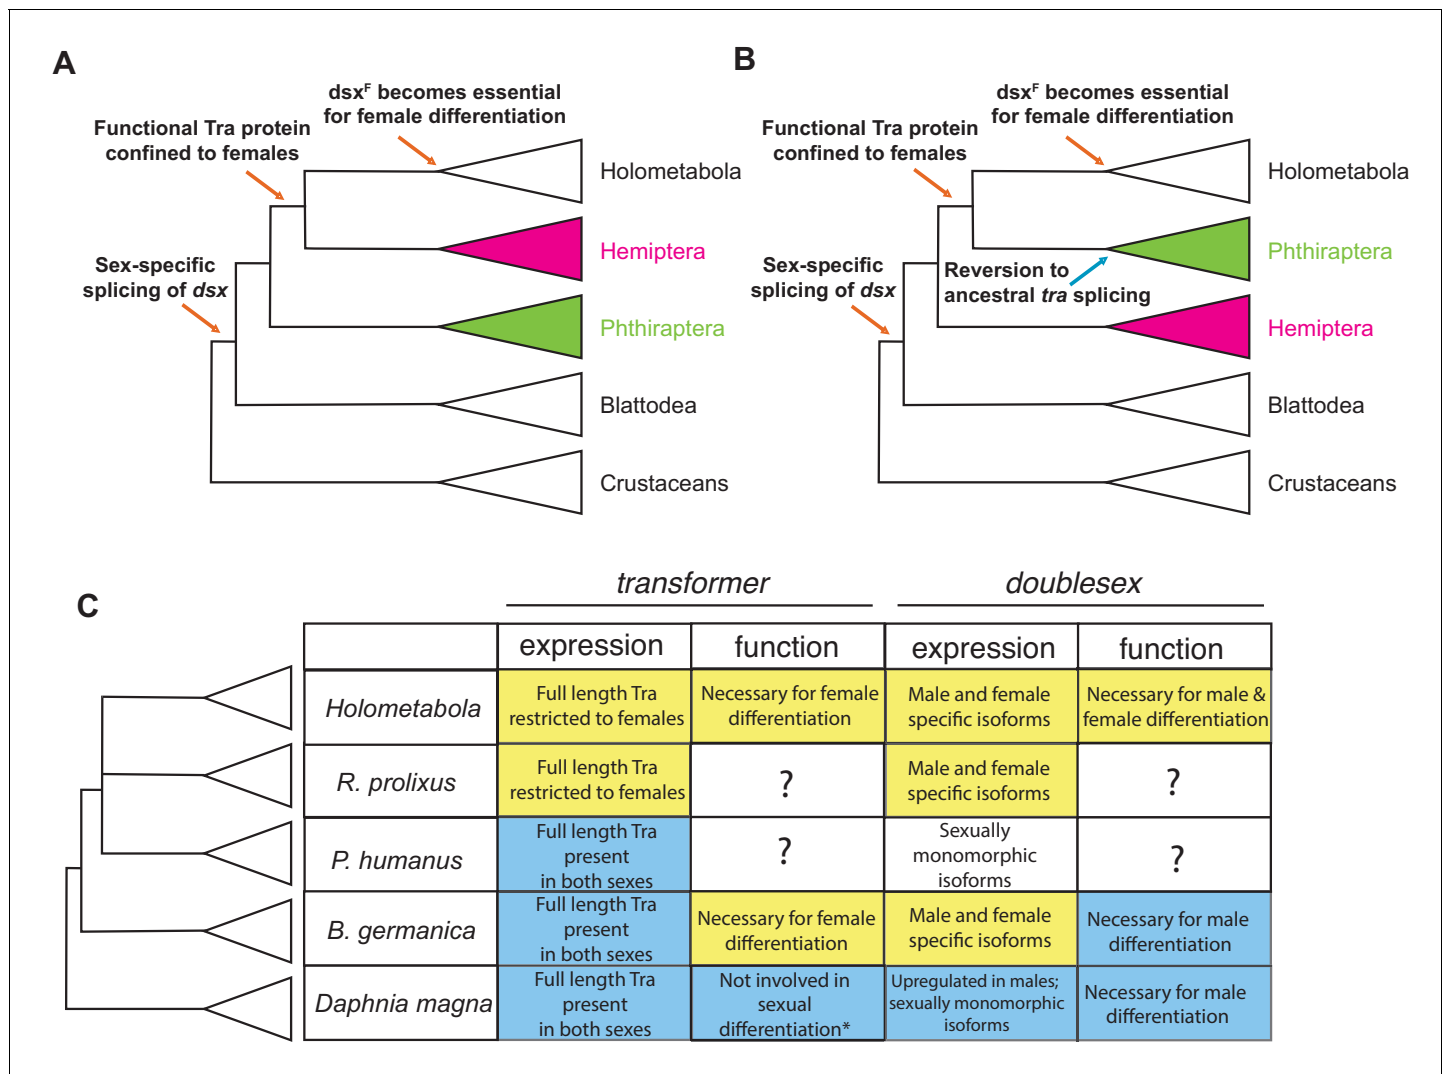 A
dsxF becomes essential
for female differentiation
Functional Tra protein
confined to females
Holometabola
Hemiptera
Sex-specific
splicing of dsx
Phthiraptera
Blattodea
Crustaceans
B
dsxF becomes essential
for female differentiation
Functional Tra protein
confined to females
Holometabola
Phthiraptera
Sex-specific
splicing of dsx
Reversion to
ancestral tra splicing
Hemiptera
Blattodea
Crustaceans
C
transformer
doublesex
expression
function
expression
function
Holometabola
Full length Tra
restricted to females
Necessary for female
differentiation
Male and female
specific isoforms
Necessary for male &
female differentiation
R. prolixus
Full length Tra
restricted to females
?
Male and female
specific isoforms
?
P. humanus
Full length Tra
present
in both sexes
?
Sexually
monomorphic
isoforms
?
B. germanica
Full length Tra
present
in both sexes
Necessary for female
differentiation
Male and female
specific isoforms
Necessary for male
differentiation
Daphnia magna
Full length Tra
present
in both sexes
Not involved in
sexual
differentiation*
Upregulated in males;
sexually monomorphic
isoforms
Necessary for male
differentiation